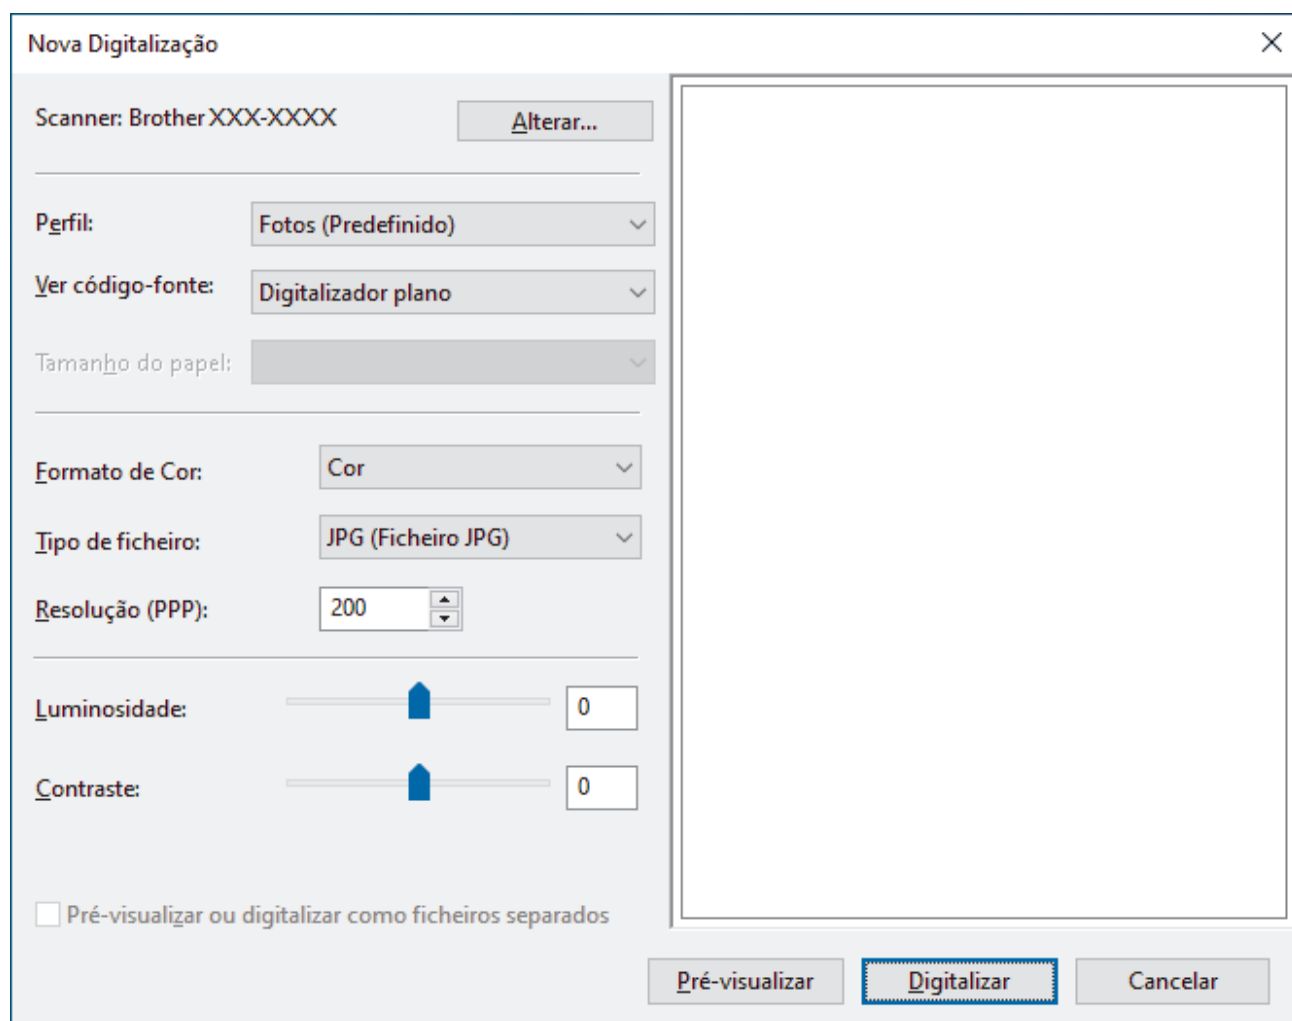 Nova Digitalização
Scanner: Brother XXX-XXXX
Alterar...
Perfil: Fotos (Predefinido)
Ver código-fonte: Digitalizador plano
Tamanho do papel:
Formato de Cor: Cor
Tipo de ficheiro: JPG (Ficheiro JPG)
Resolução (PPP): 200
Luminosidade: 0
Contraste: 0
Pré-visualizar ou digitalizar como ficheiros separados
Pré-visualizar Digitalizar Cancelar